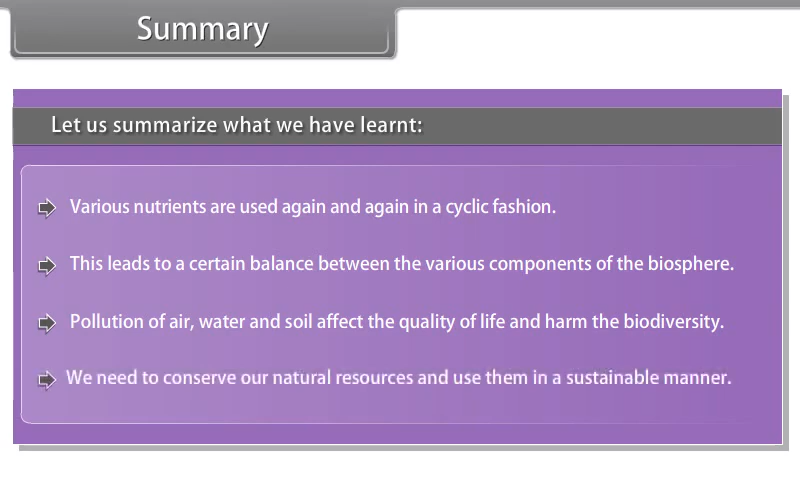 Summary
Let us summarize what we have learnt:
Various nutrients are used again and again in a cyclic fashion.
This leads to a certain balance between the various components of the biosphere.
Pollution of air, water and soil affect the quality of life and harm the biodiversity.
We need to conserve our natural resources and use them in a sustainable manner.